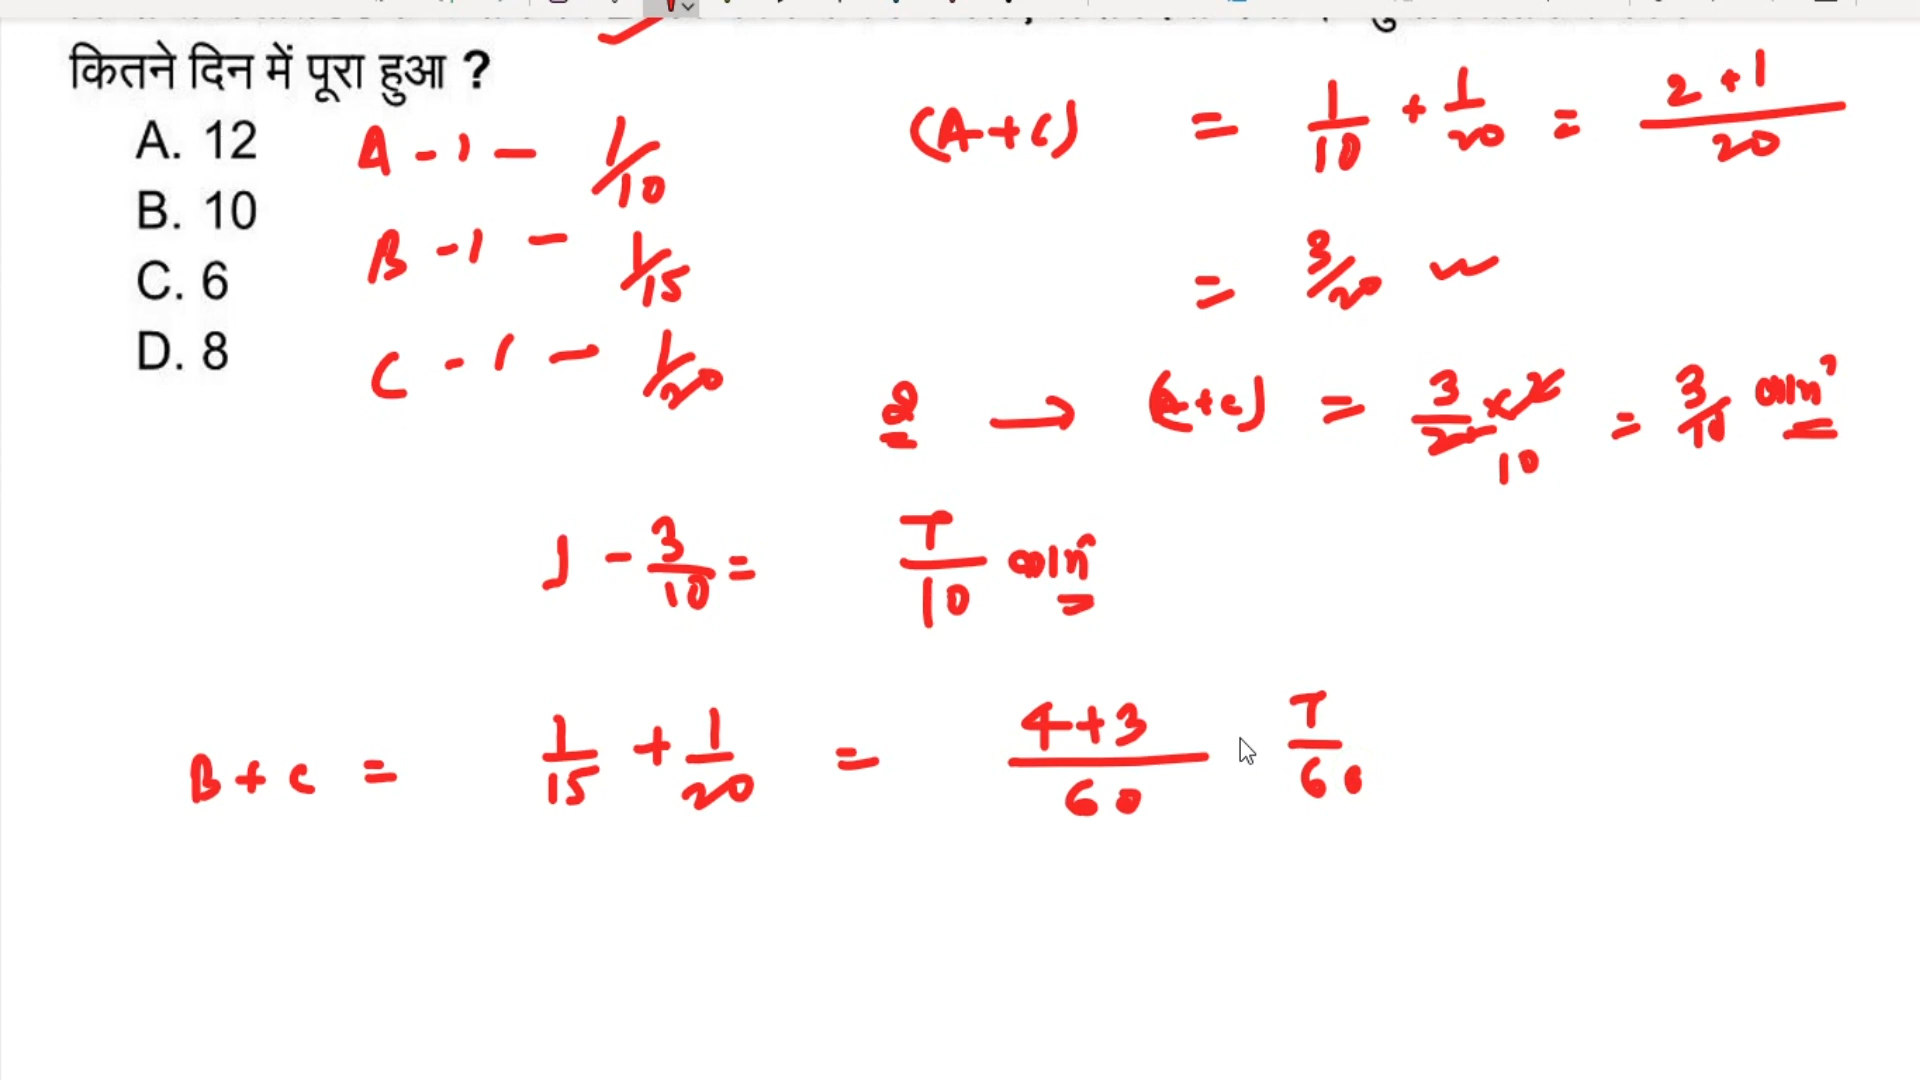 कितने दिन में पूरा हुआ ?
A. 12
B. 10
C. 6
D. 8
A - 1 - 1/10
B - 1 - 1/15
C - 1 - 1/20
(A+C) = 1/10 + 1/20 = 2+1/20
= 3/20
2 → (A+C) = 3/20 × 2 = 3/10 काम
10
1 - 3/10 = 7/10 काम
B + C = 1/15 + 1/20 = 4+3/60 7/60